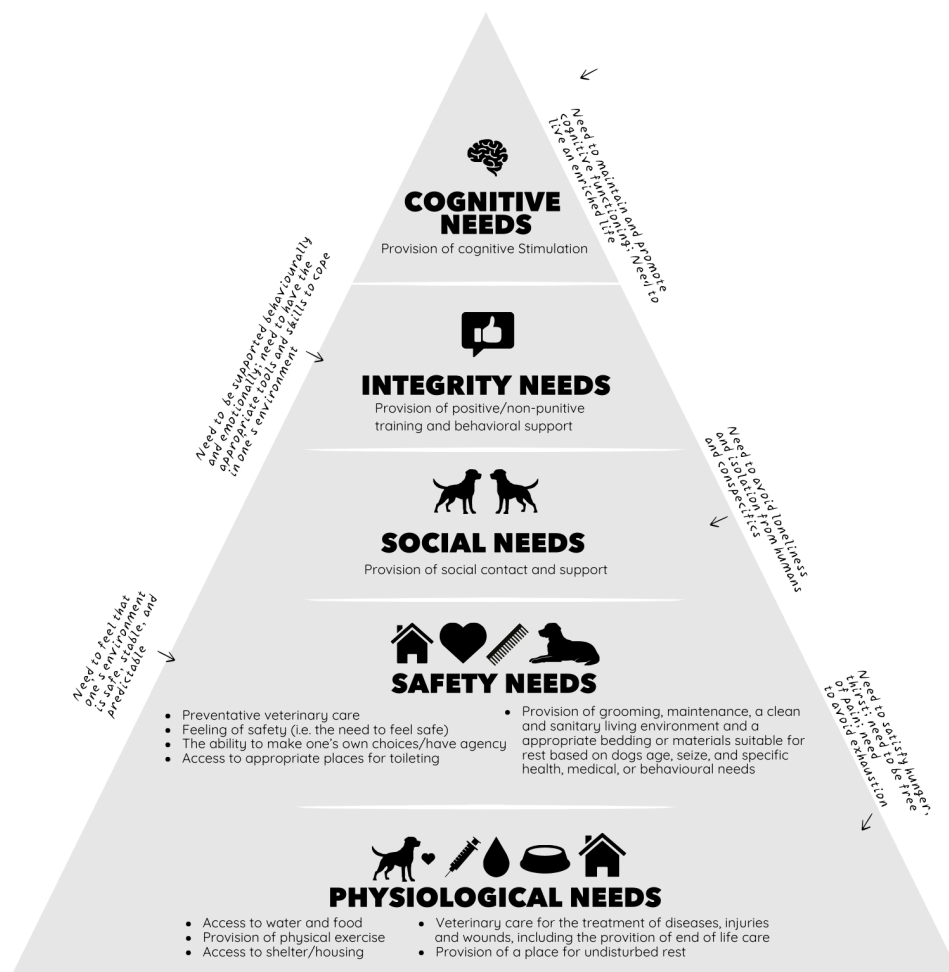 Need to maintain and promote
cognitive functioning; Need to
live an enriched life
COGNITIVE
NEEDS
Provision of cognitive Stimulation
Need to be supported behaviourally
and emotionally; need to have the
appropriate tools and skills to cope
in one's environment
INTEGRITY NEEDS
Provision of positive/non-punitive
training and behavioral support
Need to avoid loneliness
and isolation from humans
and conspecifics
SOCIAL NEEDS
Provision of social contact and support
Need to feel that
one's environment
is safe, stable, and
predictable
SAFETY NEEDS
• Preventative veterinary care
• Feeling of safety (i.e. the need to feel safe)
• The ability to make one's own choices/have agency
• Access to appropriate places for toileting
• Provision of grooming, maintenance, a clean
and sanitary living environment and a
appropriate bedding or materials suitable for
rest based on dogs age, seize, and specific
health, medical, or behavioural needs
Need to satisfy hunger,
thirst; need to be free
of pain; need
to avoid exhaustion
PHYSIOLOGICAL NEEDS
• Access to water and food
• Provision of physical exercise
• Access to shelter/housing
• Veterinary care for the treatment of diseases, injuries
and wounds, including the provition of end of life care
• Provision of a place for undisturbed rest